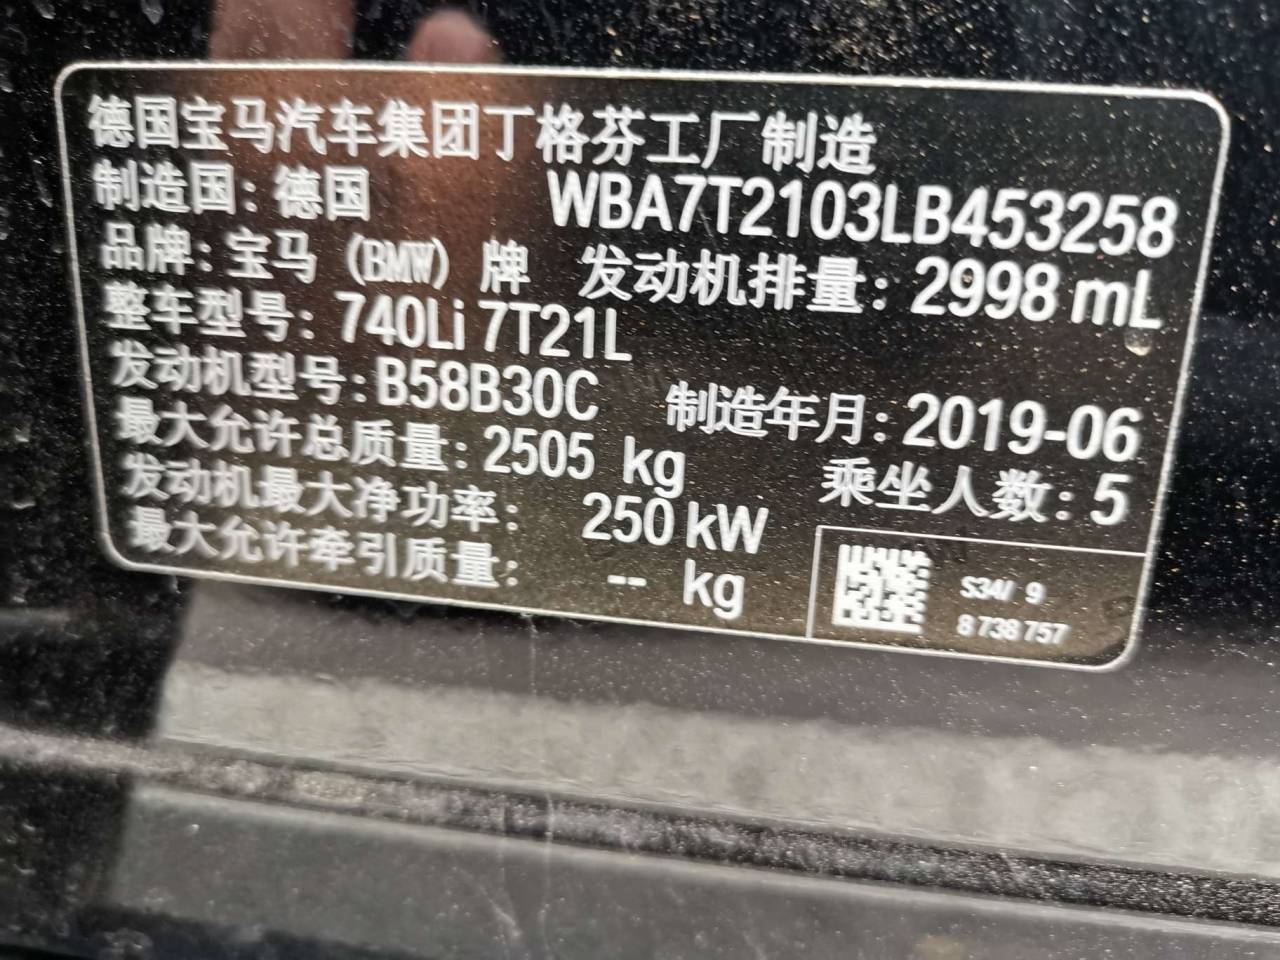 德国宝马汽车集团丁格芬工厂制造
制造国：德国 WBA7T2103LB453258
品牌：宝马 (BMW) 牌 发动机排量：2998 mL
整车型号：740Li 7T21L
发动机型号：B58B30C 制造年月：2019-06
最大允许总质量：2505 kg 乘坐人数：5
发动机最大净功率： 250 kW
最大允许牵引质量： -- kg
S34/ 9
8 738 757